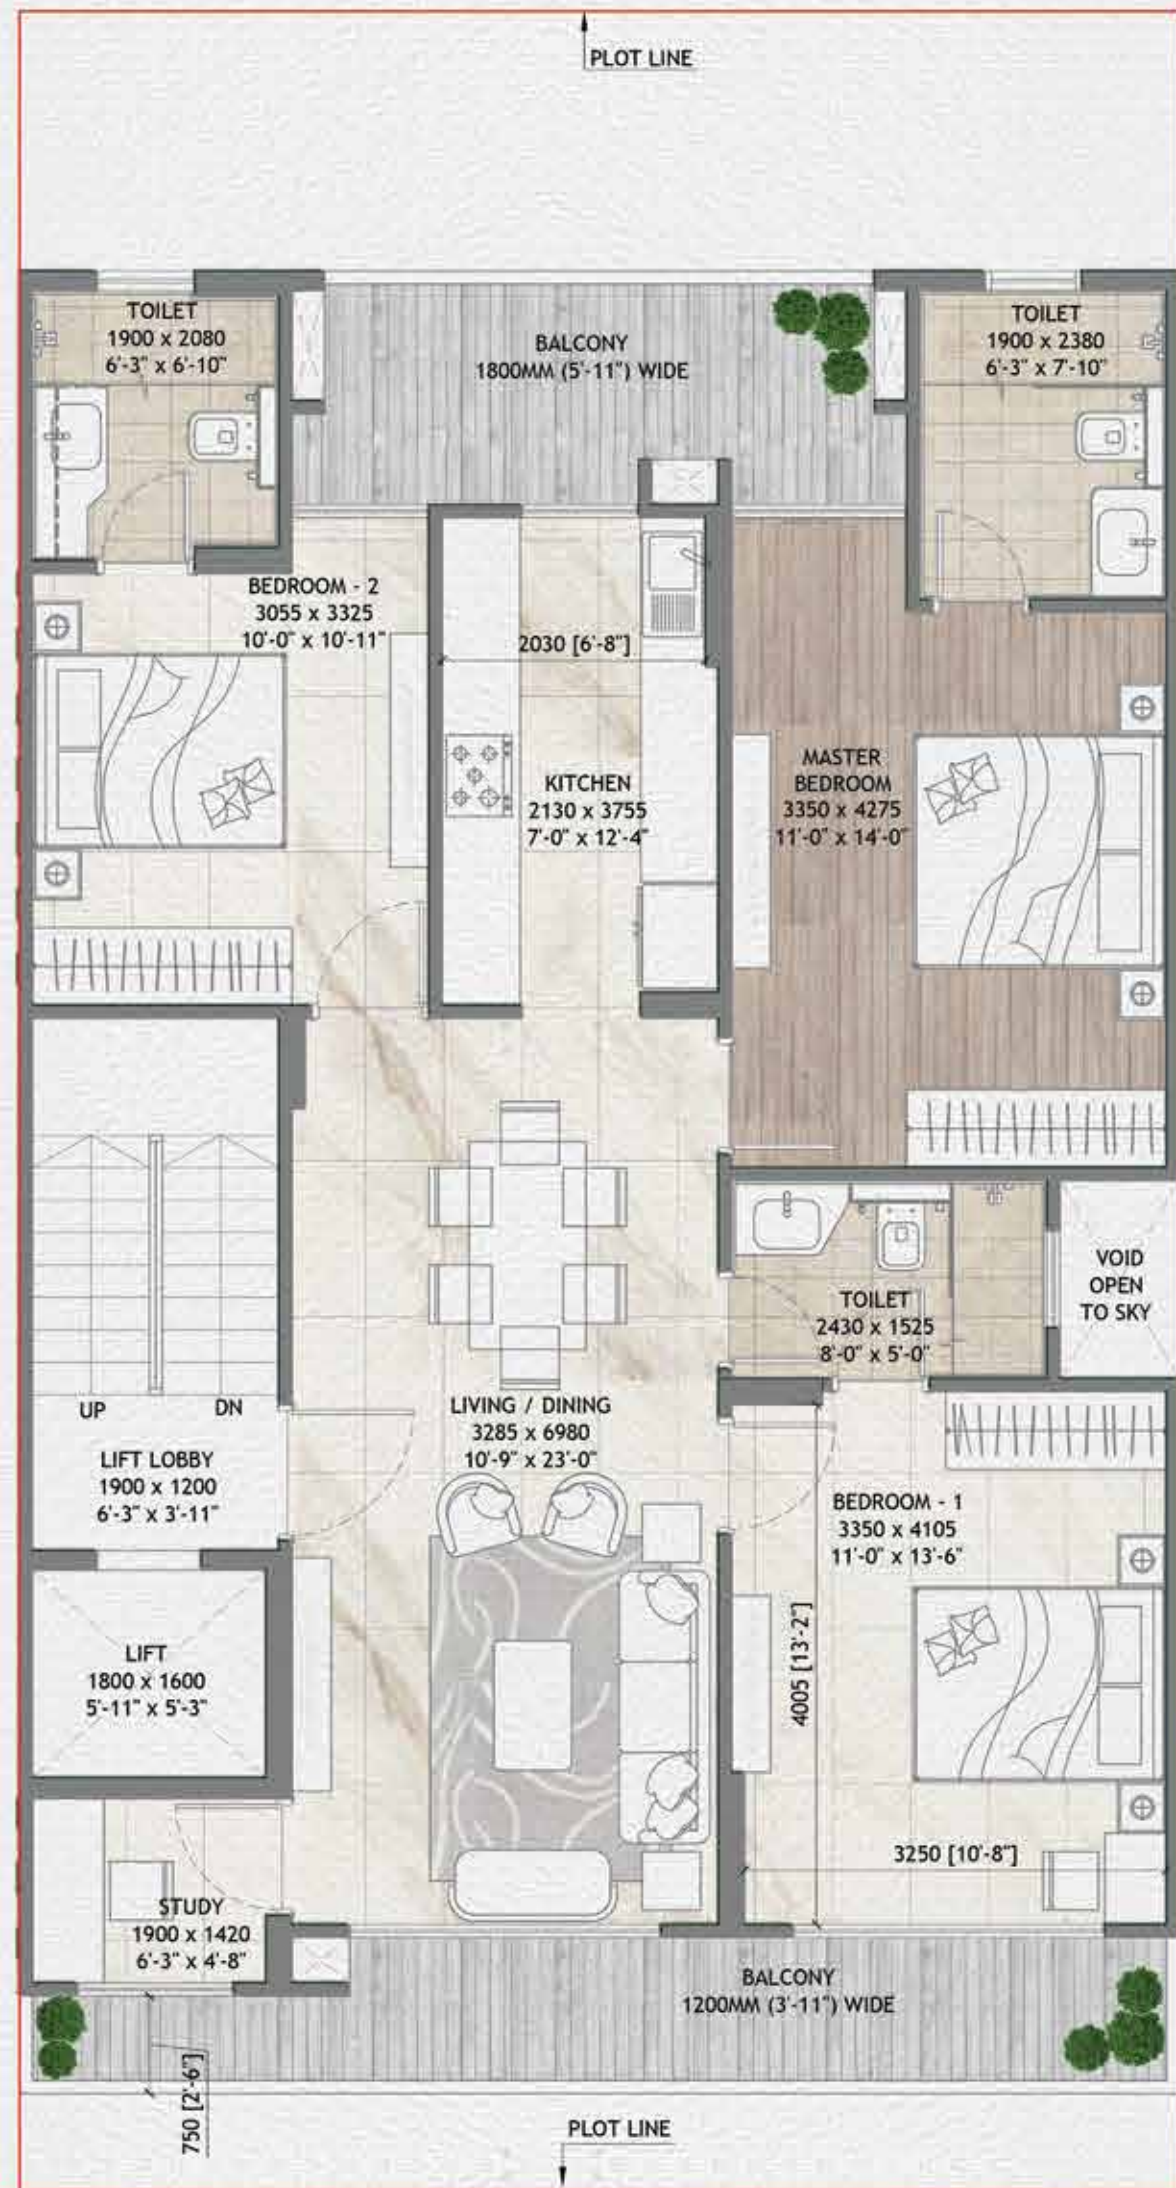 PLOT LINE
TOILET
1900 x 2080
6'-3" x 6'-10"
BALCONY
1800MM (5'-11") WIDE
TOILET
1900 x 2380
6'-3" x 7'-10"
BEDROOM - 2
3055 x 3325
10'-0" x 10'-11"
2030 [6'-8"]
KITCHEN
2130 x 3755
7'-0" x 12'-4"
MASTER
BEDROOM
3350 x 4275
11'-0" x 14'-0"
VOID
OPEN
TO SKY
TOILET
2430 x 1525
8'-0" x 5'-0"
UP
DN
LIVING / DINING
3285 x 6980
10'-9" x 23'-0"
LIFT LOBBY
1900 x 1200
6'-3" x 3'-11"
BEDROOM - 1
3350 x 4105
11'-0" x 13'-6"
LIFT
1800 x 1600
5'-11" x 5'-3"
4005 [13'-2"]
3250 [10'-8"]
STUDY
1900 x 1420
6'-3" x 4'-8"
BALCONY
1200MM (3'-11") WIDE
750 [2'-6"]
PLOT LINE